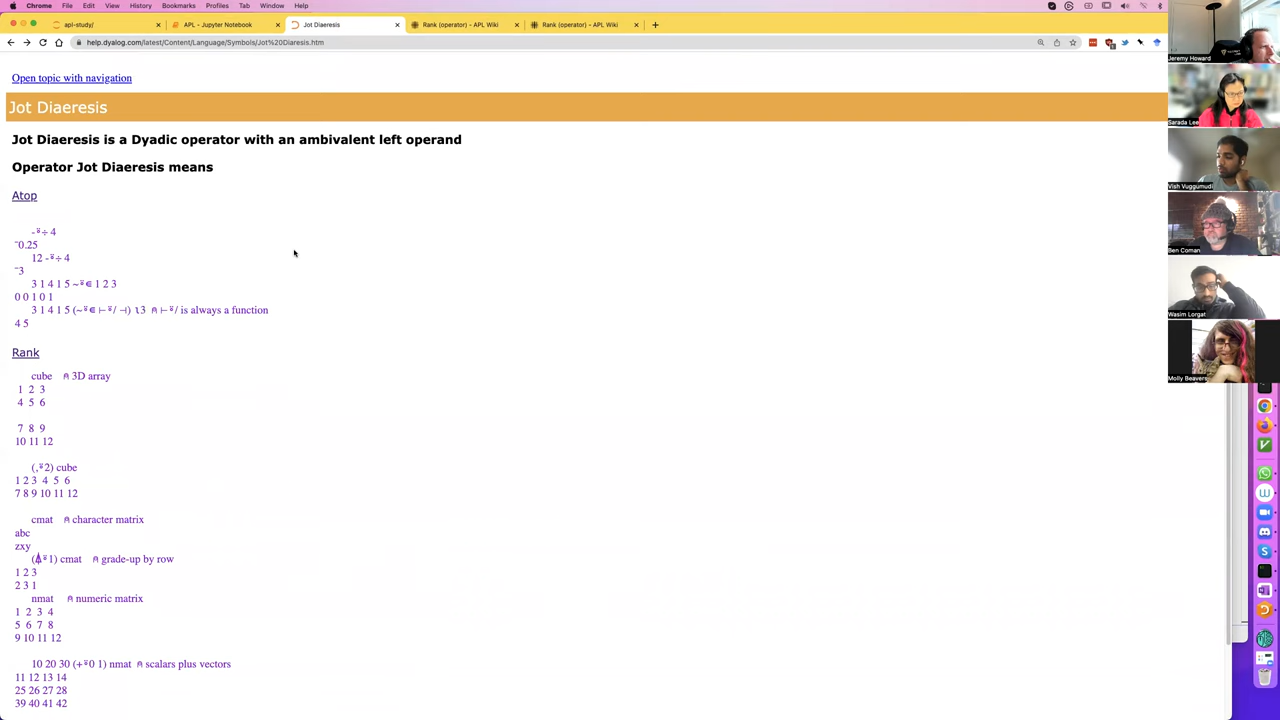 Chrome File Edit View History Bookmarks Profiles Tab Window Help
apl-study/ APL - Jupyter Notebook Jot Diaeresis Rank (operator) - APL Wiki Rank (operator) - APL Wiki
help.dyalog.com/latest/Content/Language/Symbols/Jot%20Diaresis.htm
Open topic with navigation
Jot Diaeresis
Jot Diaeresis is a Dyadic operator with an ambivalent left operand
Operator Jot Diaeresis means
Atop
-⍤÷ 4
¯0.25
12 -⍤÷ 4
¯3
3 1 4 1 5 ~⍤∊ 1 2 3
0 0 1 0 1
3 1 4 1 5 (~⍤∊ ⊢⍤/ ⊣) ⍳3 ⍝ ⊢⍤/ is always a function
4 5
Rank
cube ⍝ 3D array
1 2 3
4 5 6
7 8 9
10 11 12
(,⍤2) cube
1 2 3 4 5 6
7 8 9 10 11 12
cmat ⍝ character matrix
abc
zxy
(⍋⍤1) cmat ⍝ grade-up by row
1 2 3
2 3 1
nmat ⍝ numeric matrix
1 2 3 4
5 6 7 8
9 10 11 12
10 20 30 (+⍤0 1) nmat ⍝ scalars plus vectors
11 12 13 14
25 26 27 28
39 40 41 42
Jeremy Howard
Sarada Lee
Vish Vuggumudi
Ben Coman
Wasim Lorgat
Molly Beavers